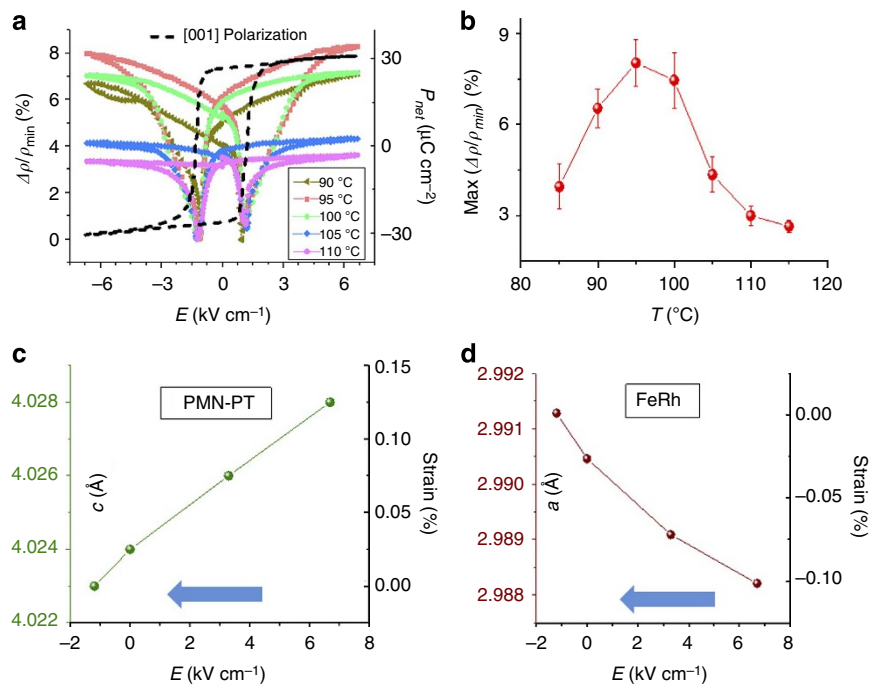 a
[001] Polarization
8
6
4
2
0
30
0
−30
−6
−3
0
3
6
Δρ/ρmin (%)
Pnet (μC cm−2)
E (kV cm−1)
90 °C
95 °C
100 °C
105 °C
110 °C
b
9
6
3
80
90
100
110
120
Max (Δρ/ρmin) (%)
T (°C)
c
PMN-PT
4.028
4.026
4.024
4.022
c (Å)
0.15
0.10
0.05
0.00
Strain (%)
−2
0
2
4
6
8
E (kV cm−1)
d
FeRh
2.992
2.991
2.990
2.989
2.988
a (Å)
0.00
−0.05
−0.10
Strain (%)
−2
0
2
4
6
8
E (kV cm−1)